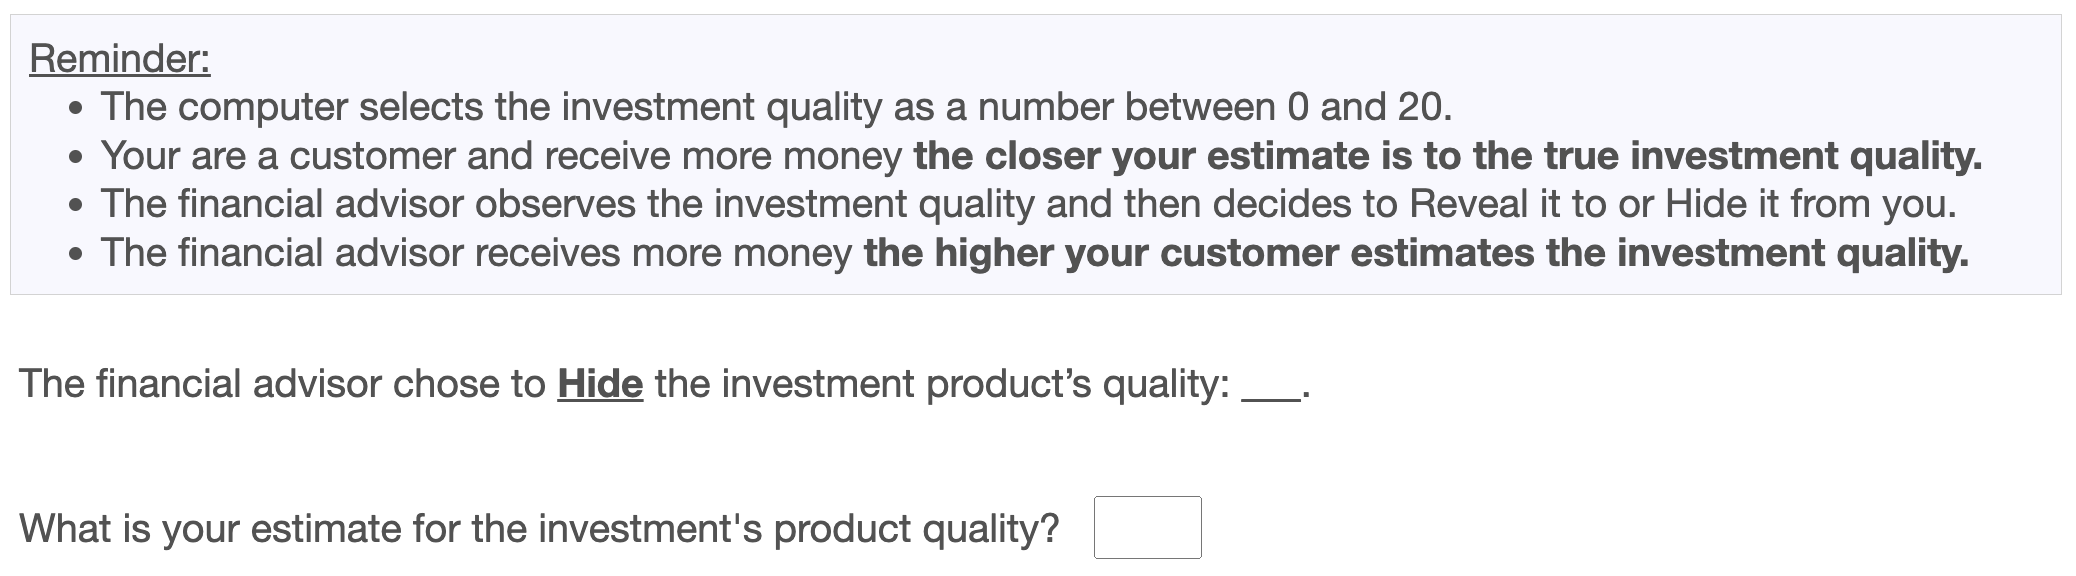 Reminder:
• The computer selects the investment quality as a number between 0 and 20.
• Your are a customer and receive more money the closer your estimate is to the true investment quality.
• The financial advisor observes the investment quality and then decides to Reveal it to or Hide it from you.
• The financial advisor receives more money the higher your customer estimates the investment quality.
The financial advisor chose to Hide the investment product’s quality: ___.
What is your estimate for the investment's product quality?